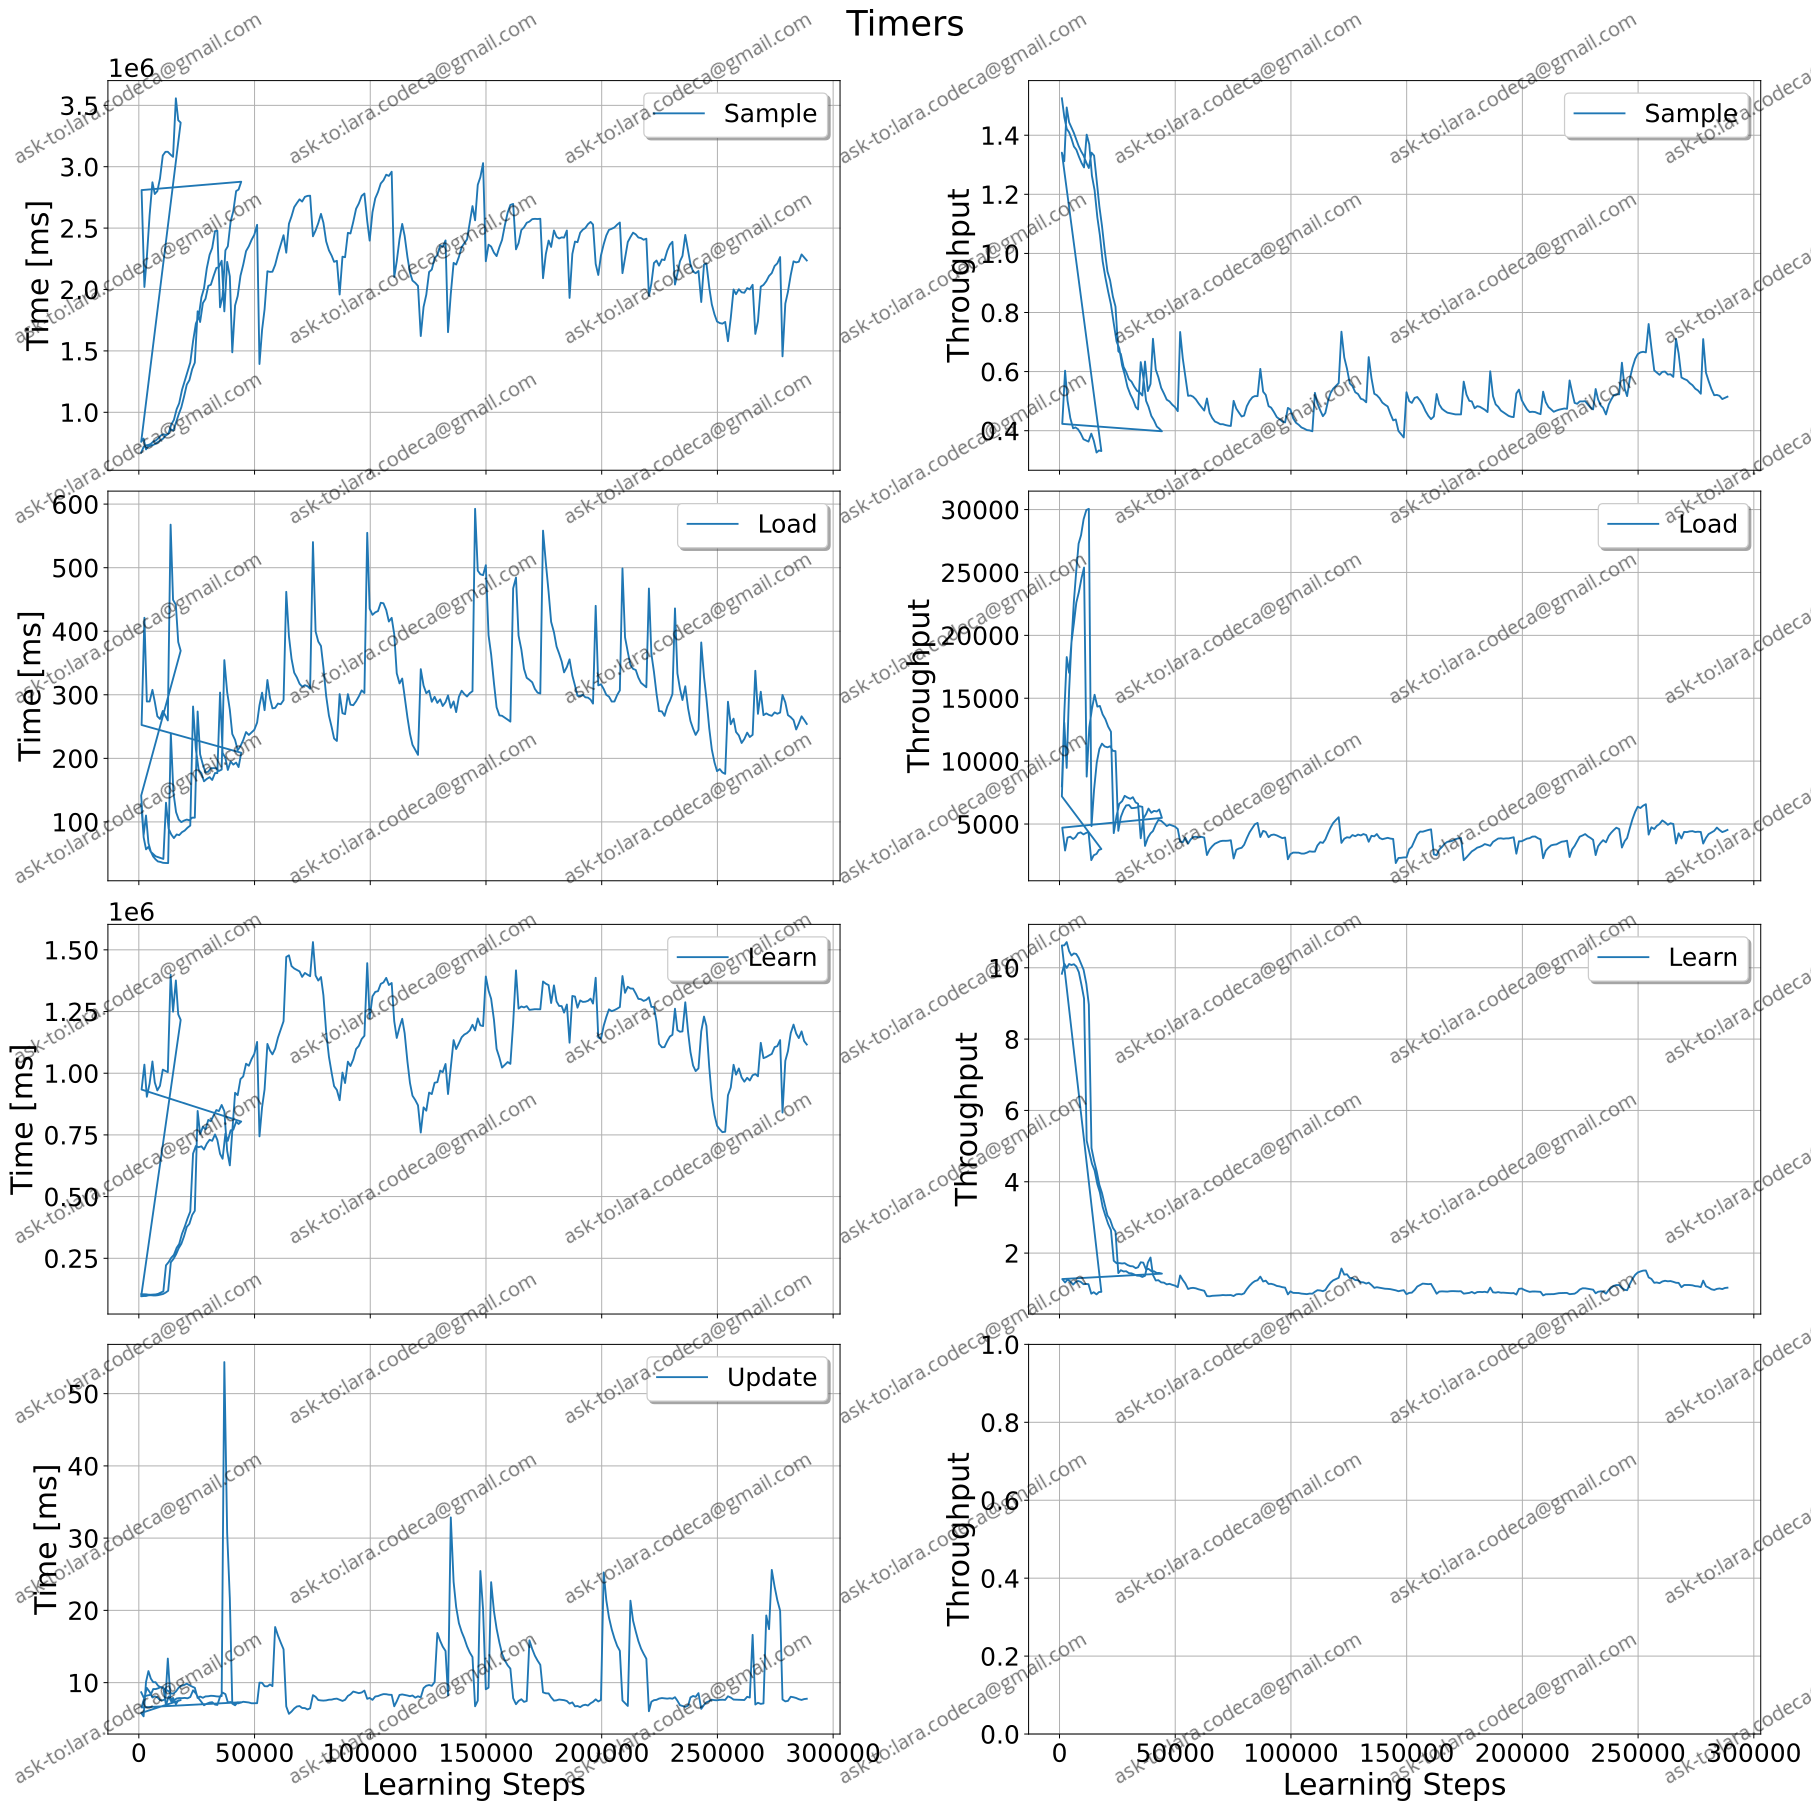 Timers
1e6
3.5
3.0
2.5
2.0
1.5
1.0
Time [ms]
Sample
1.4
1.2
1.0
0.8
0.6
0.4
Throughput
Sample
600
500
400
300
200
100
Time [ms]
Load
30000
25000
20000
15000
10000
5000
Throughput
Load
1e6
1.50
1.25
1.00
0.75
0.50
0.25
Time [ms]
Learn
10
8
6
4
2
Throughput
Learn
50
40
30
20
10
Time [ms]
Update
0 50000 100000 150000 200000 250000 300000
Learning Steps
1.0
0.8
0.6
0.4
0.2
0.0
Throughput
0 50000 100000 150000 200000 250000 300000
Learning Steps
ask-to:lara.codeca@gmail.com